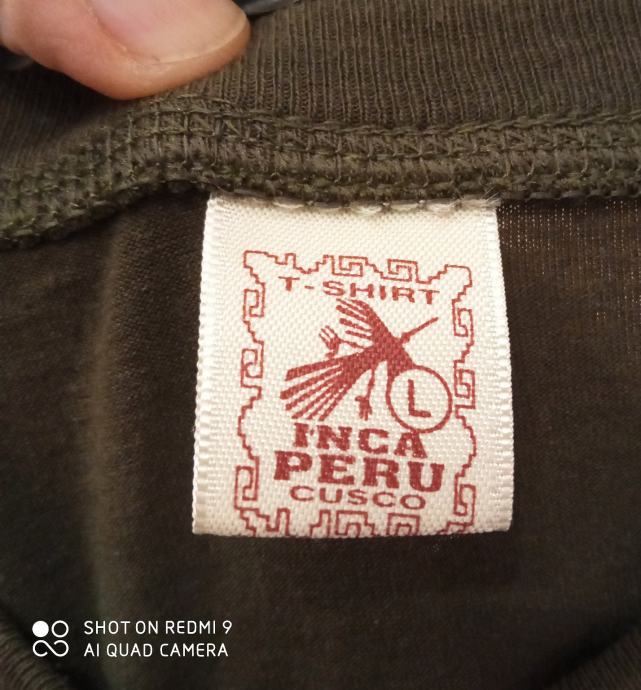 T-SHIRT
L
INCA
PERU
CUSCO
SHOT ON REDMI 9
AI QUAD CAMERA